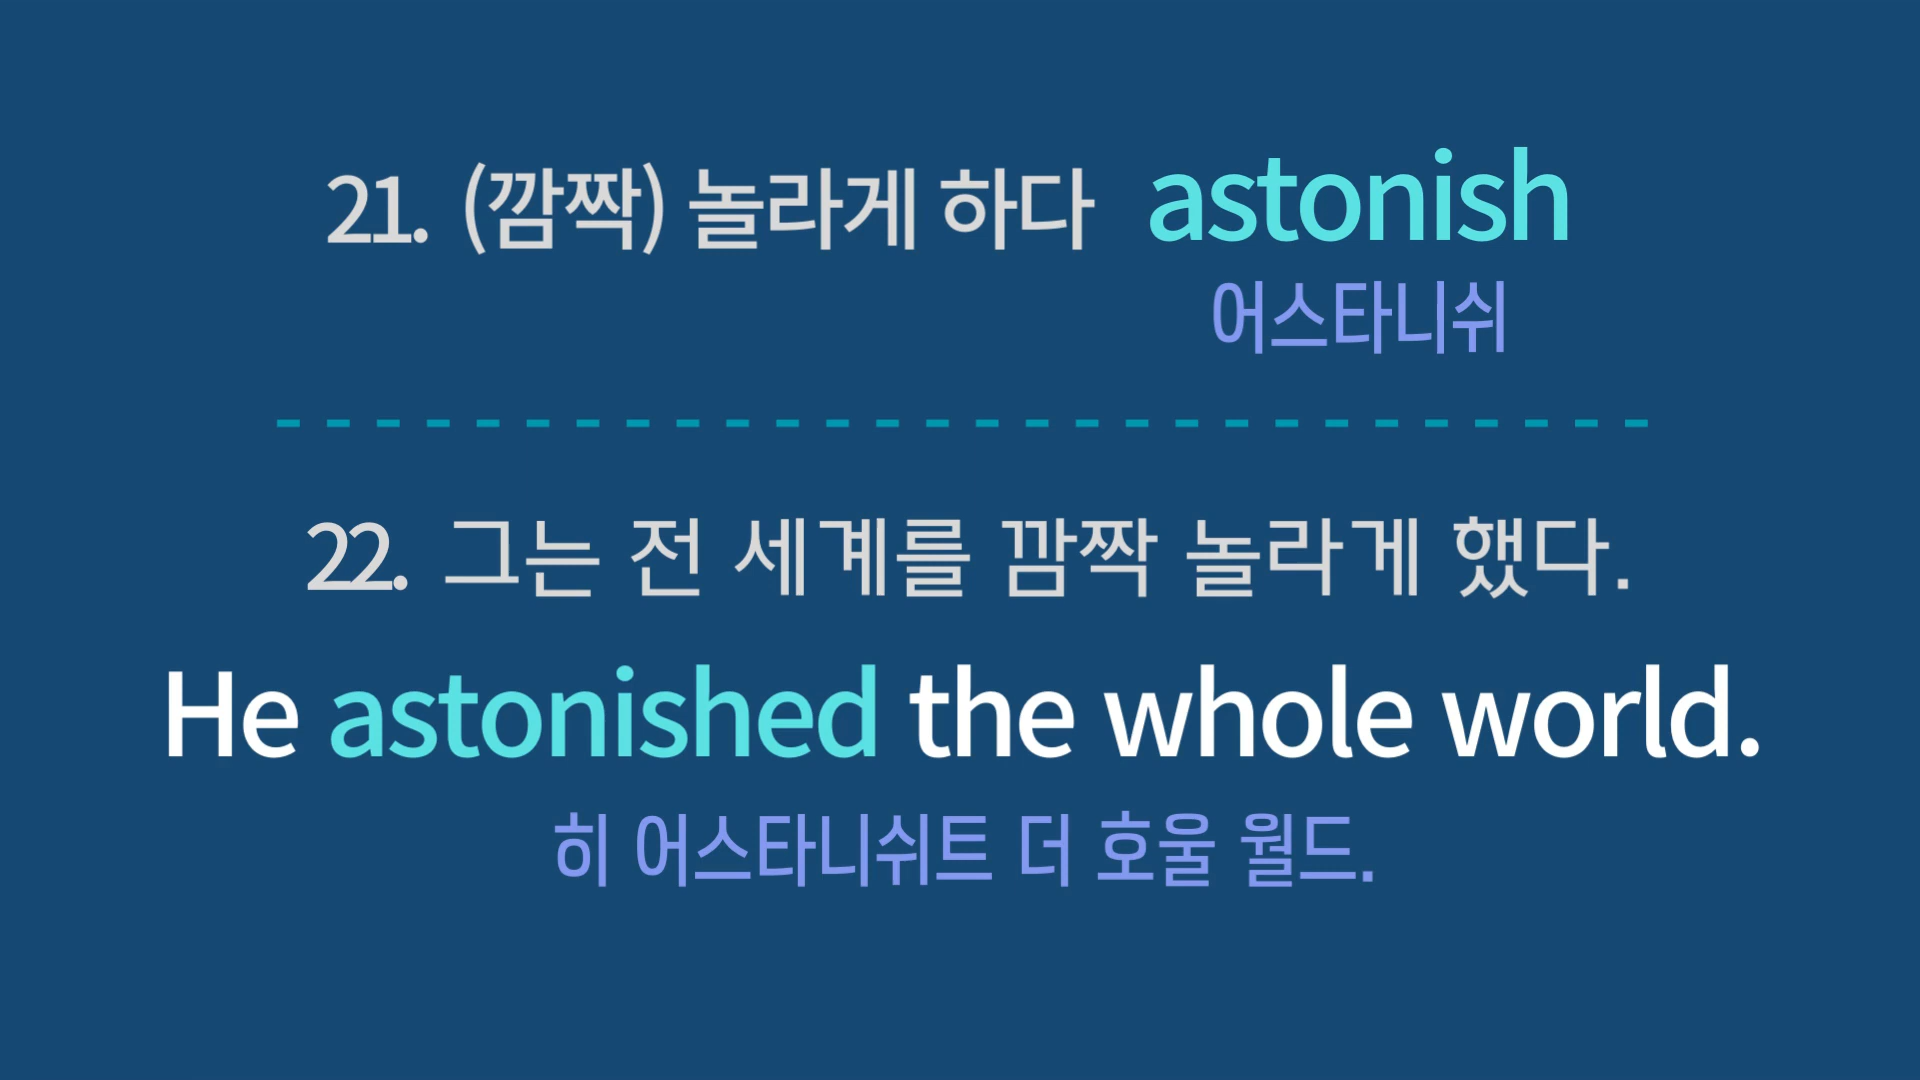 21. (깜짝) 놀라게 하다 astonish
어스타니쉬
22. 그는 전 세계를 깜짝 놀라게 했다.
He astonished the whole world.
히 어스타니쉬트 더 호울 월드.